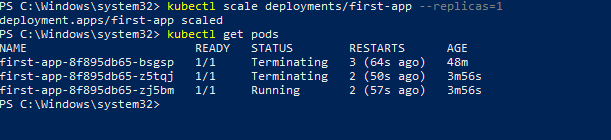 PS C:\Windows\system32> kubectl scale deployments/first-app --replicas=1
deployment.apps/first-app scaled
PS C:\Windows\system32> kubectl get pods
NAME READY STATUS RESTARTS AGE
first-app-8f895db65-bsgsp 1/1 Terminating 3 (64s ago) 48m
first-app-8f895db65-z5tqj 1/1 Terminating 2 (50s ago) 3m56s
first-app-8f895db65-zj5bm 1/1 Running 2 (57s ago) 3m56s
PS C:\Windows\system32>